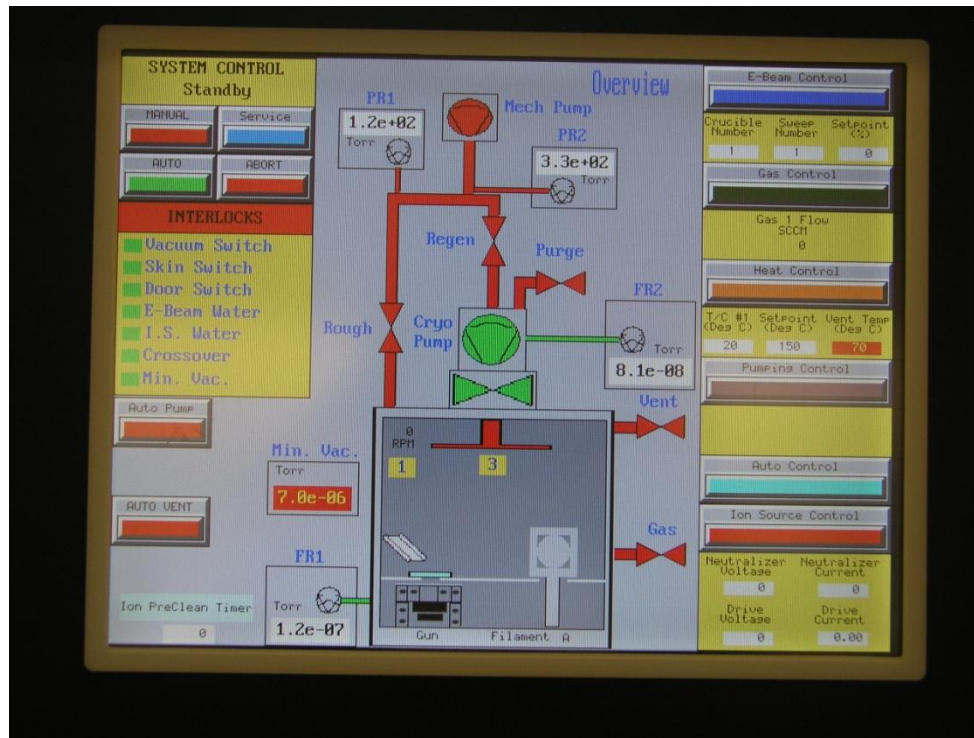 SYSTEM CONTROL
Standby
MANUAL
Service
AUTO
ABORT
INTERLOCKS
Vacuum Switch
Skin Switch
Door Switch
E-Beam Water
I.S. Water
Crossover
Min. Vac.
Auto Pump
AUTO VENT
Ion PreClean Timer
0
Overview
PR1
1.2e+02
Torr
Mech Pump
PR2
3.3e+02
Torr
Regen
Purge
Rough
Cryo
Pump
FR2
Torr
8.1e-08
Vent
Min. Vac.
Torr
7.0e-06
0
RPM
1
3
Gas
FR1
Torr
1.2e-07
Gun
Filament A
E-Beam Control
Crucible Number
Sweep Number
Setpoint (%)
1
1
0
Gas Control
Gas 1 Flow
SCCM
0
Heat Control
T/C #1 (Deg C)
Setpoint (Deg C)
Vent Temp (Deg C)
20
150
70
Pumping Control
Auto Control
Ion Source Control
Neutralizer Voltage
Neutralizer Current
0
0
Drive Voltage
Drive Current
0
0.00